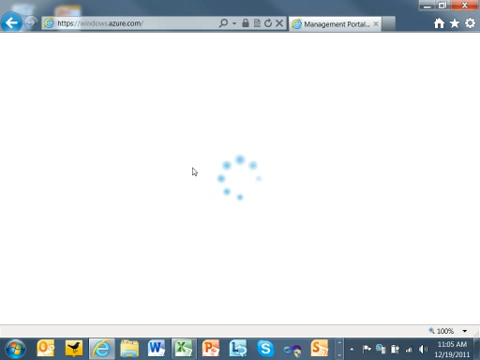 https://windows.azure.com/
Management Portal...
100%
11:05 AM
12/19/2011